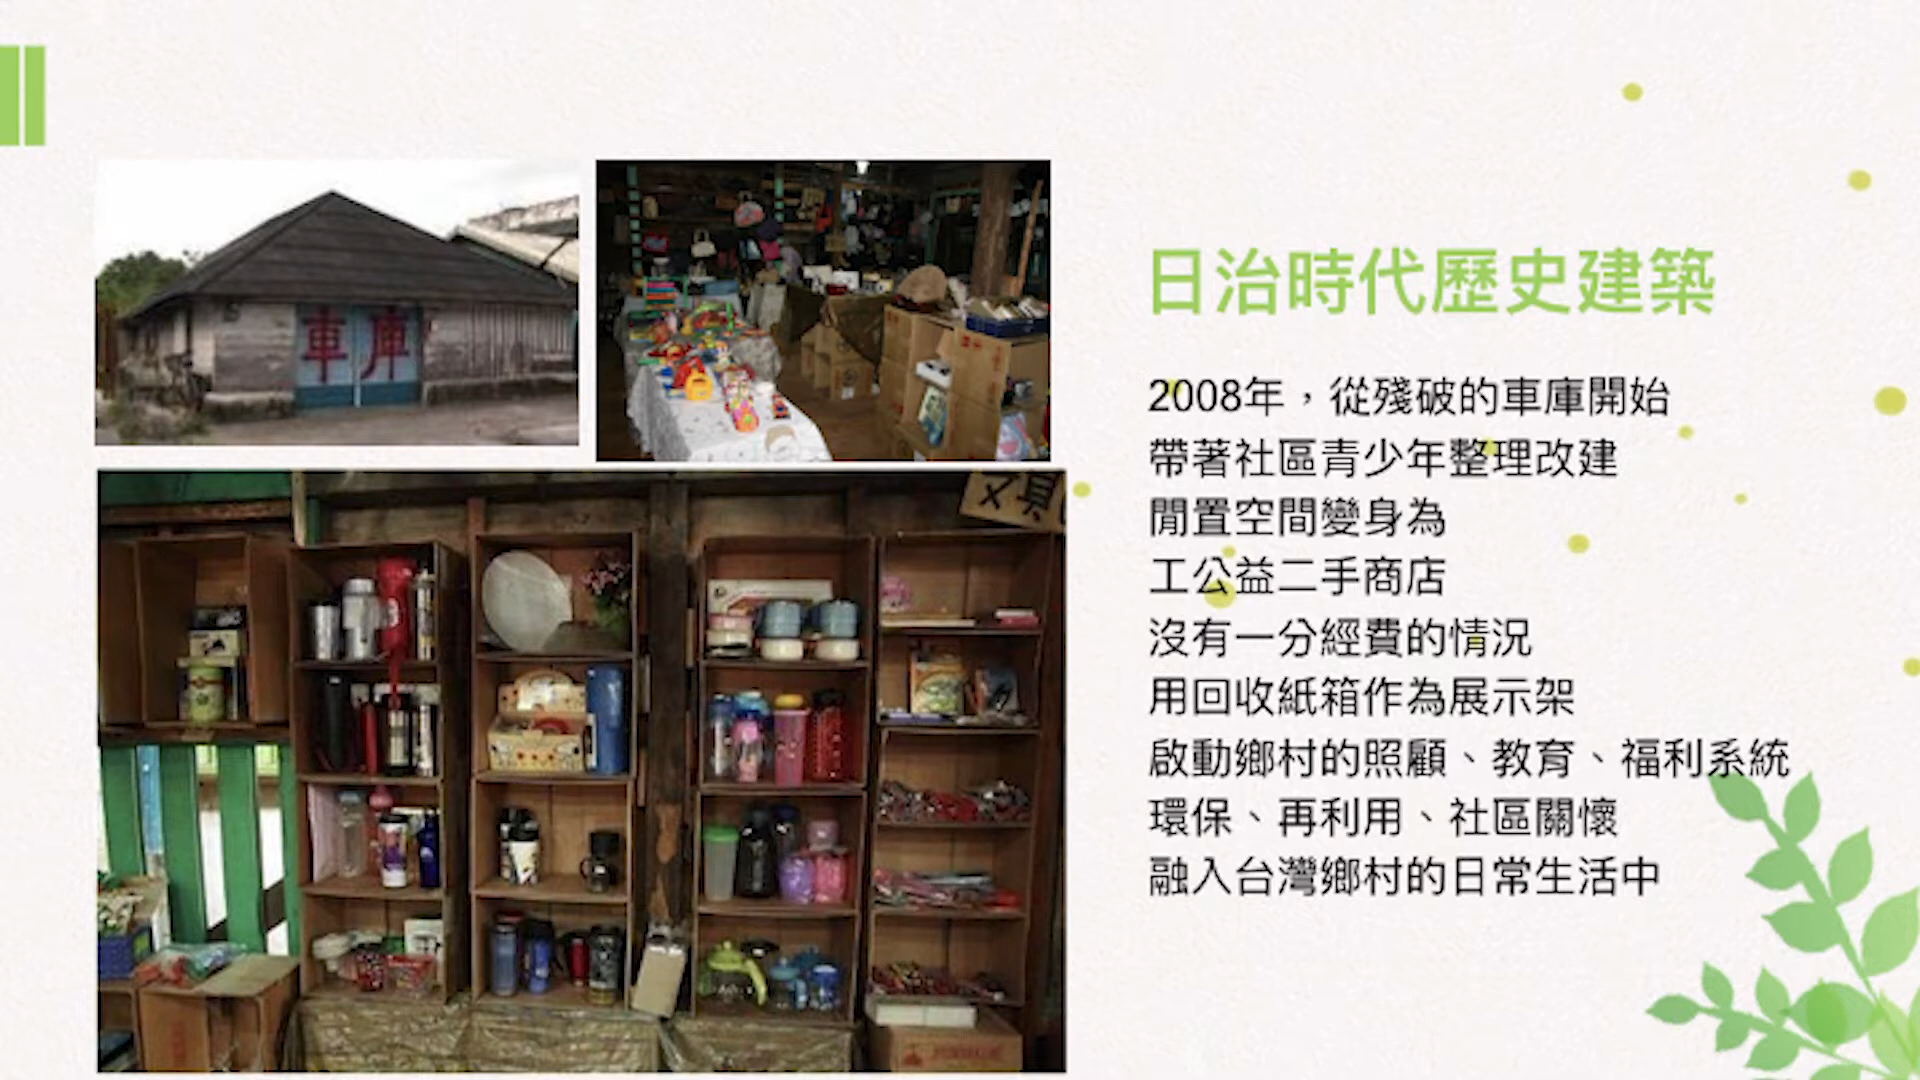 車庫
日治時代歷史建築
2008年，從殘破的車庫開始
帶著社區青少年整理改建
閒置空間變身為
工公益二手商店
沒有一分經費的情況
用回收紙箱作為展示架
啟動鄉村的照顧、教育、福利系統
環保、再利用、社區關懷
融入台灣鄉村的日常生活中